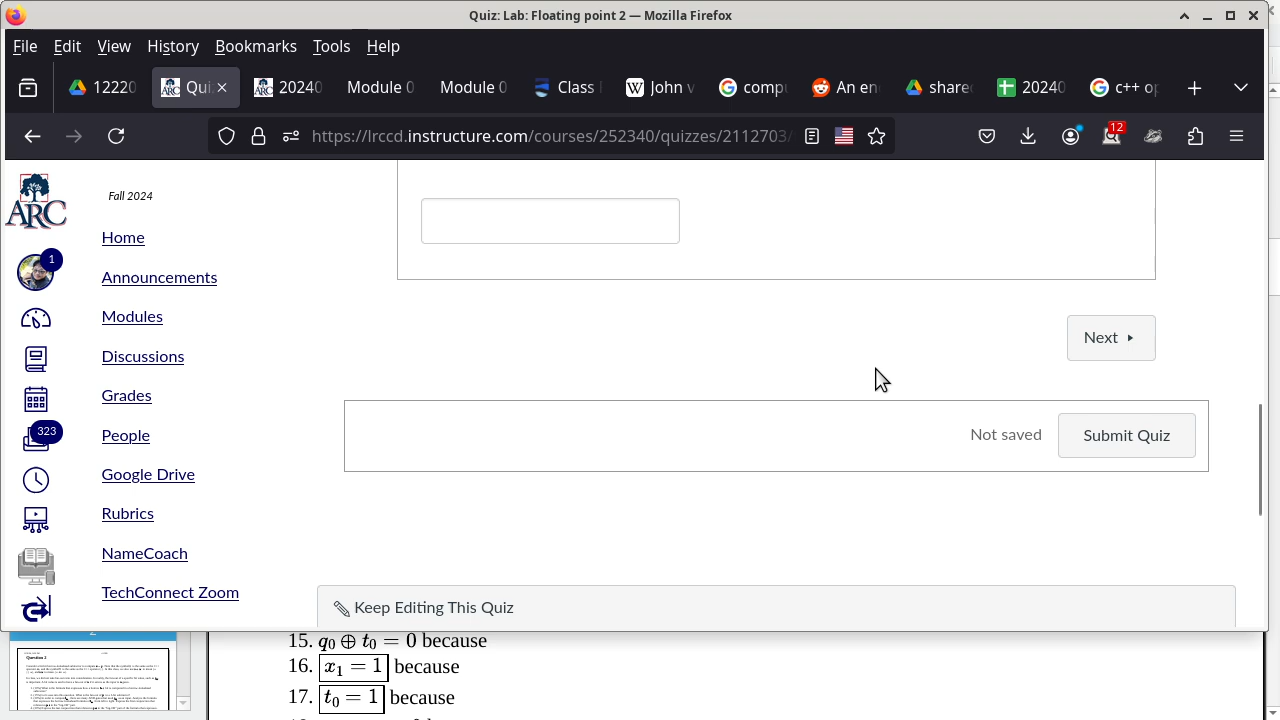 Quiz: Lab: Floating point 2 — Mozilla Firefox
File Edit View History Bookmarks Tools Help
12220 Qui 20240 Module 0 Module 0 Class John v comp An en share 20240 c++ op
https://lrccd.instructure.com/courses/252340/quizzes/2112703/
12
ARC
Fall 2024
Home
1
Announcements
Modules
Discussions
Grades
323
People
Google Drive
Rubrics
NameCoach
TechConnect Zoom
Next
Not saved Submit Quiz
Keep Editing This Quiz
2
Question 2
15. q₀ ⊕ t₀ = 0 because
16. x₁ = 1 because
17. t₀ = 1 because